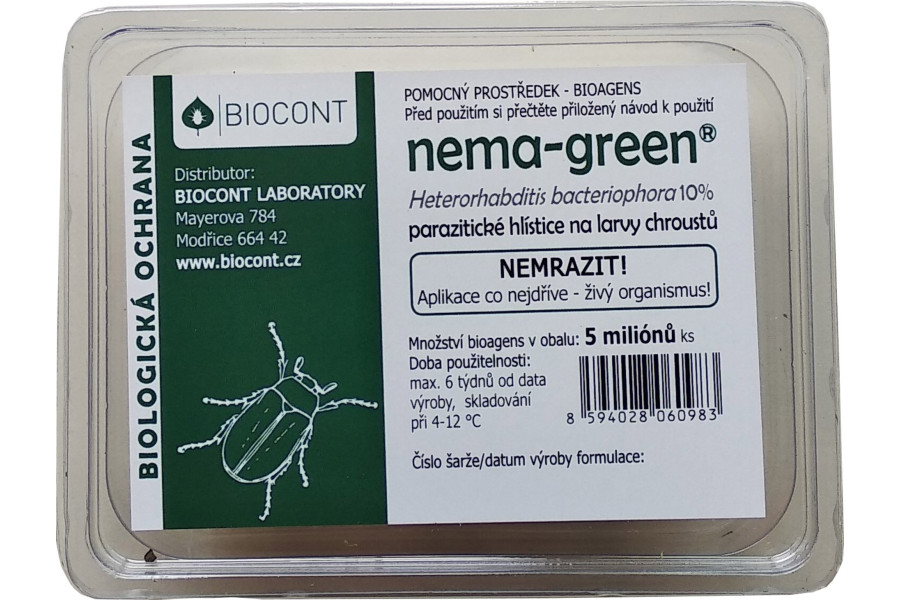 BIOLOGICKÁ OCHRANA
BIOCONT
Distributor:
BIOCONT LABORATORY
Mayerova 784
Modřice 664 42
www.biocont.cz
POMOCNÝ PROSTŘEDEK - BIOAGENS
Před použitím si přečtěte přiložený návod k použití
nema-green®
Heterorhabditis bacteriophora 10%
parazitické hlístice na larvy chroustů
NEMRAZIT!
Aplikace co nejdříve - živý organismus!
Množství bioagens v obalu: 5 miliónů ks
Doba použitelnosti:
max. 6 týdnů od data
výroby, skladování
při 4-12 °C
8 594028 060983
Číslo šarže/datum výroby formulace: